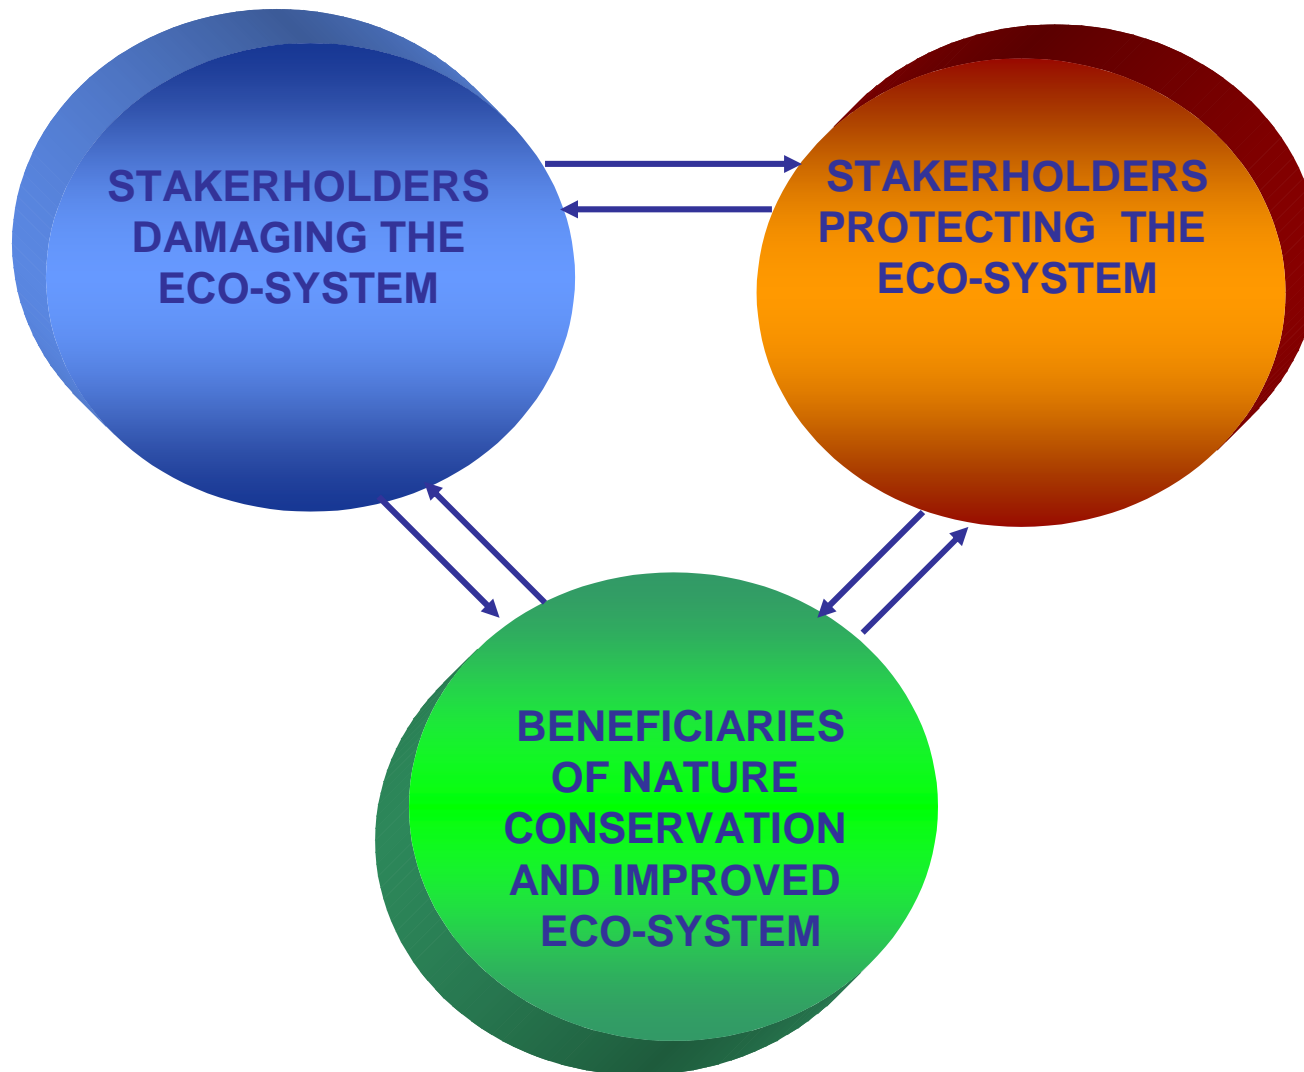 STAKERHOLDERS
DAMAGING THE
ECO-SYSTEM
STAKERHOLDERS
PROTECTING THE
ECO-SYSTEM
BENEFICIARIES
OF NATURE
CONSERVATION
AND IMPROVED
ECO-SYSTEM